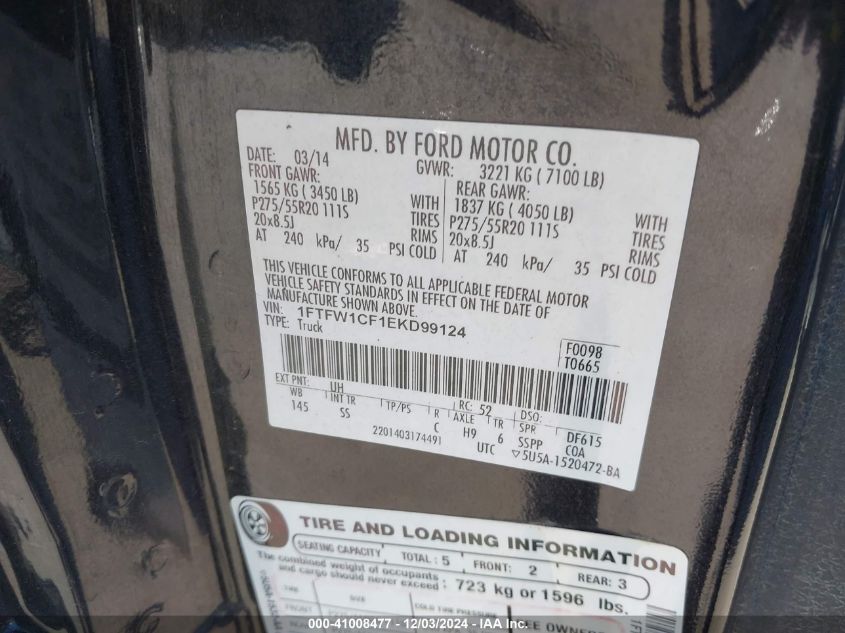 MFD. BY FORD MOTOR CO.
DATE: 03/14 GVWR: 3221 KG ( 7100 LB)
FRONT GAWR: REAR GAWR:
1565 KG ( 3450 LB) WITH 1837 KG ( 4050 LB) WITH
P275/55R20 111S TIRES P275/55R20 111S TIRES
20x8.5J RIMS 20x8.5J RIMS
AT 240 kPa/ 35 PSI COLD AT 240 kPa/ 35 PSI COLD
THIS VEHICLE CONFORMS TO ALL APPLICABLE FEDERAL MOTOR
VEHICLE SAFETY STANDARDS IN EFFECT ON THE DATE OF
MANUFACTURE SHOWN ABOVE.
VIN: 1FTFW1CF1EKD99124
TYPE: Truck
F0098
T0665
EXT PNT: UH RC: 52 DSO:
WB INT TR TP/PS R AXLE TR SPR DF615
145 SS C H9 6 SSPP COA
2201403174491 UTC ▽5U5A-1520472-BA
TIRE AND LOADING INFORMATION
SEATING CAPACITY TOTAL: 5 FRONT: 2 REAR: 3
The combined weight of occupants
and cargo should never exceed: 723 kg or 1596 lbs.
SIZE COLD TIRE PRESSURE
000-41008477 - 12/03/2024 - IAA Inc.